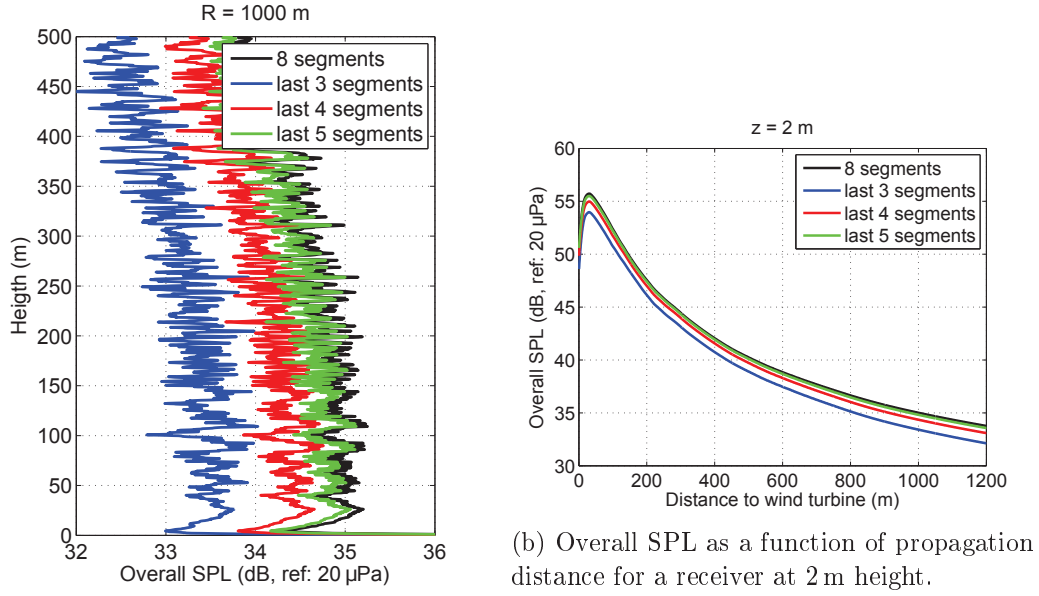 R = 1000 m
500
450
400
350
300
250
200
150
100
50
0
Heigth (m)
8 segments
last 3 segments
last 4 segments
last 5 segments
32 33 34 35 36
Overall SPL (dB, ref: 20 µPa)
z = 2 m
60
55
50
45
40
35
30
Overall SPL (dB, ref: 20 µPa)
8 segments
last 3 segments
last 4 segments
last 5 segments
0 200 400 600 800 1000 1200
Distance to wind turbine (m)
(b) Overall SPL as a function of propagation
distance for a receiver at 2 m height.